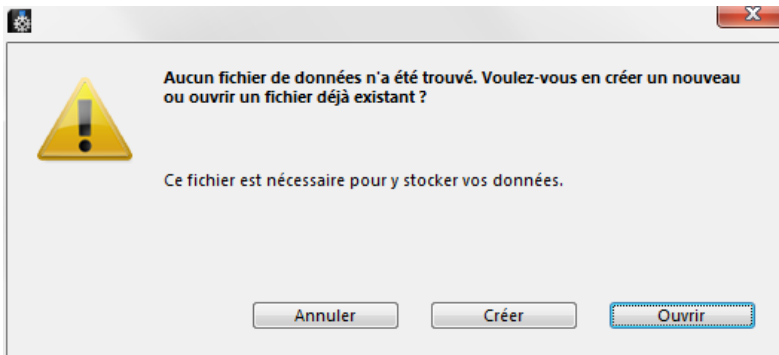 Aucun fichier de données n'a été trouvé. Voulez-vous en créer un nouveau
ou ouvrir un fichier déjà existant ?
Ce fichier est nécessaire pour y stocker vos données.
Annuler
Créer
Ouvrir